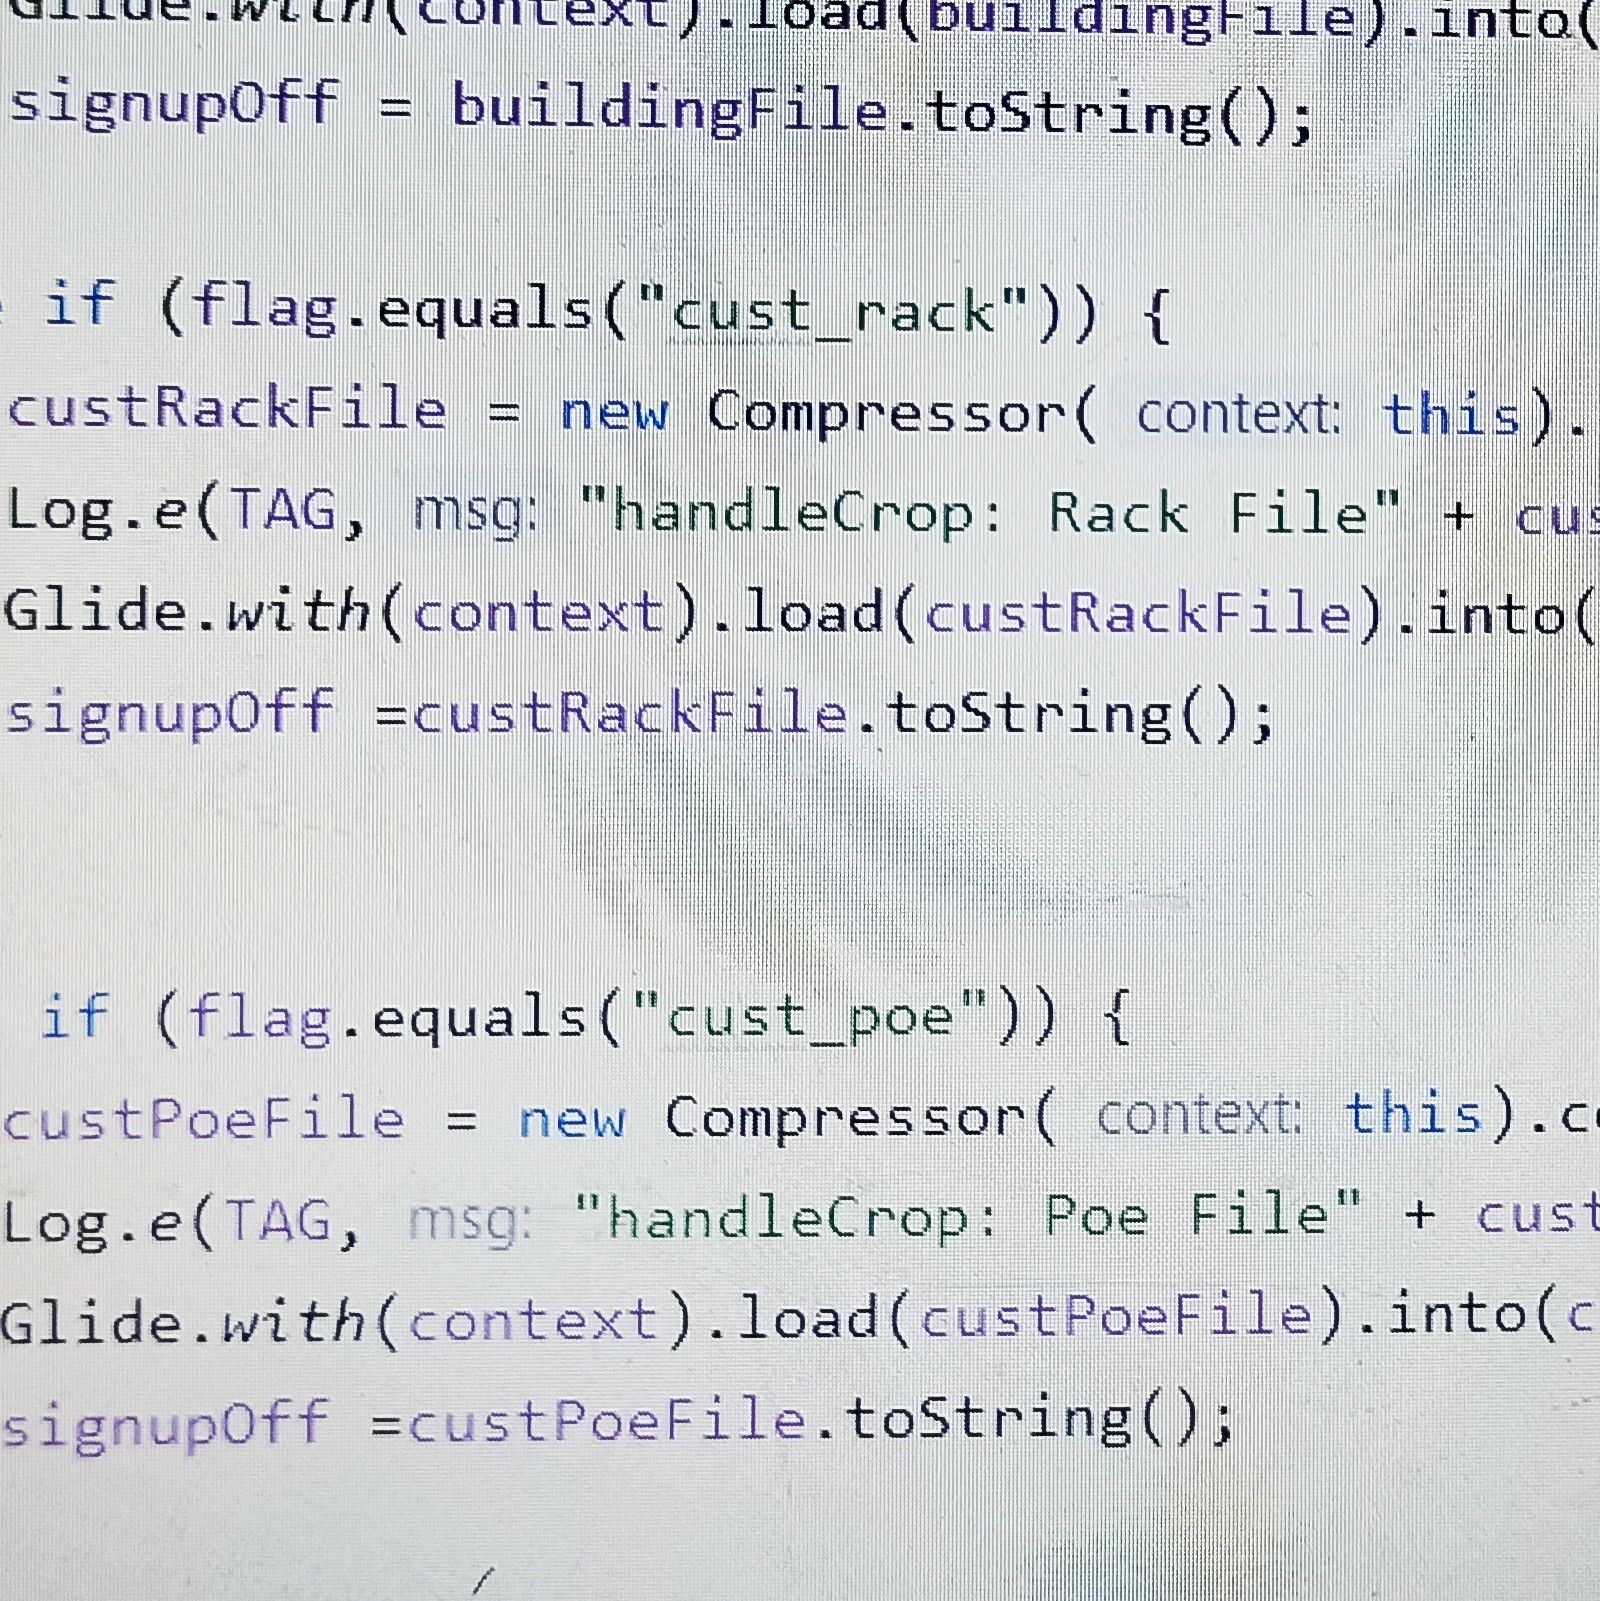 Glide.with(context).load(buildingFile).into(
signupOff = buildingFile.toString();
if (flag.equals("cust_rack")) {
custRackFile = new Compressor( context: this).
Log.e(TAG, msg: "handleCrop: Rack File" + cus
Glide.with(context).load(custRackFile).into(
signupOff =custRackFile.toString();
if (flag.equals("cust_poe")) {
custPoeFile = new Compressor( context: this).co
Log.e(TAG, msg: "handleCrop: Poe File" + cust
Glide.with(context).load(custPoeFile).into(c
signupOff =custPoeFile.toString();